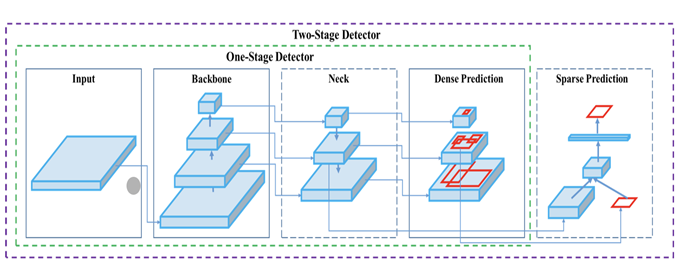 Two-Stage Detector
One-Stage Detector
Input
Backbone
Neck
Dense Prediction
Sparse Prediction